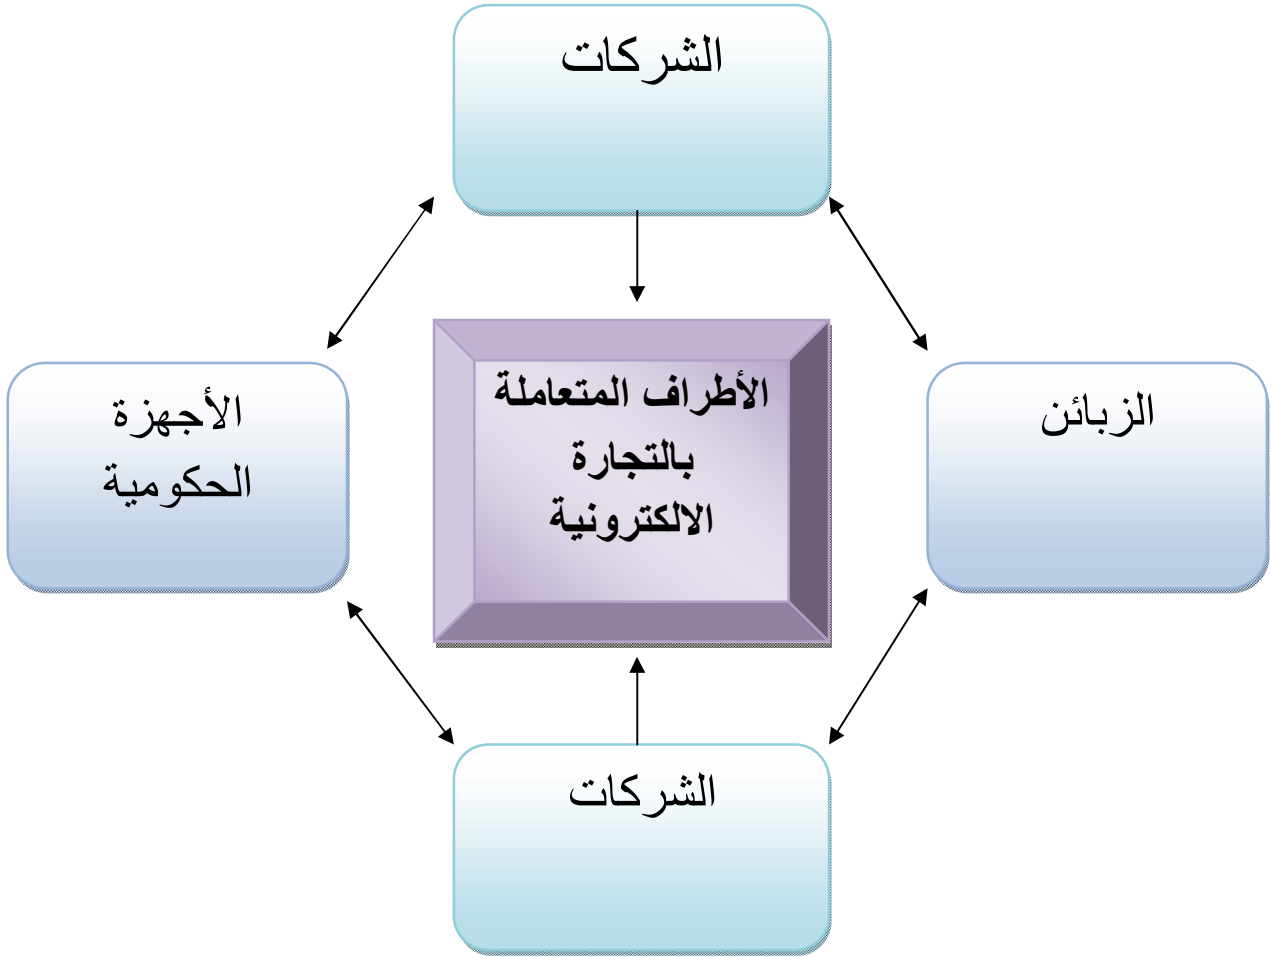 الشركات
الأطراف المتعاملة
بالتجارة
الالكترونية
الزبائن
الأجهزة
الحكومية
الشركات